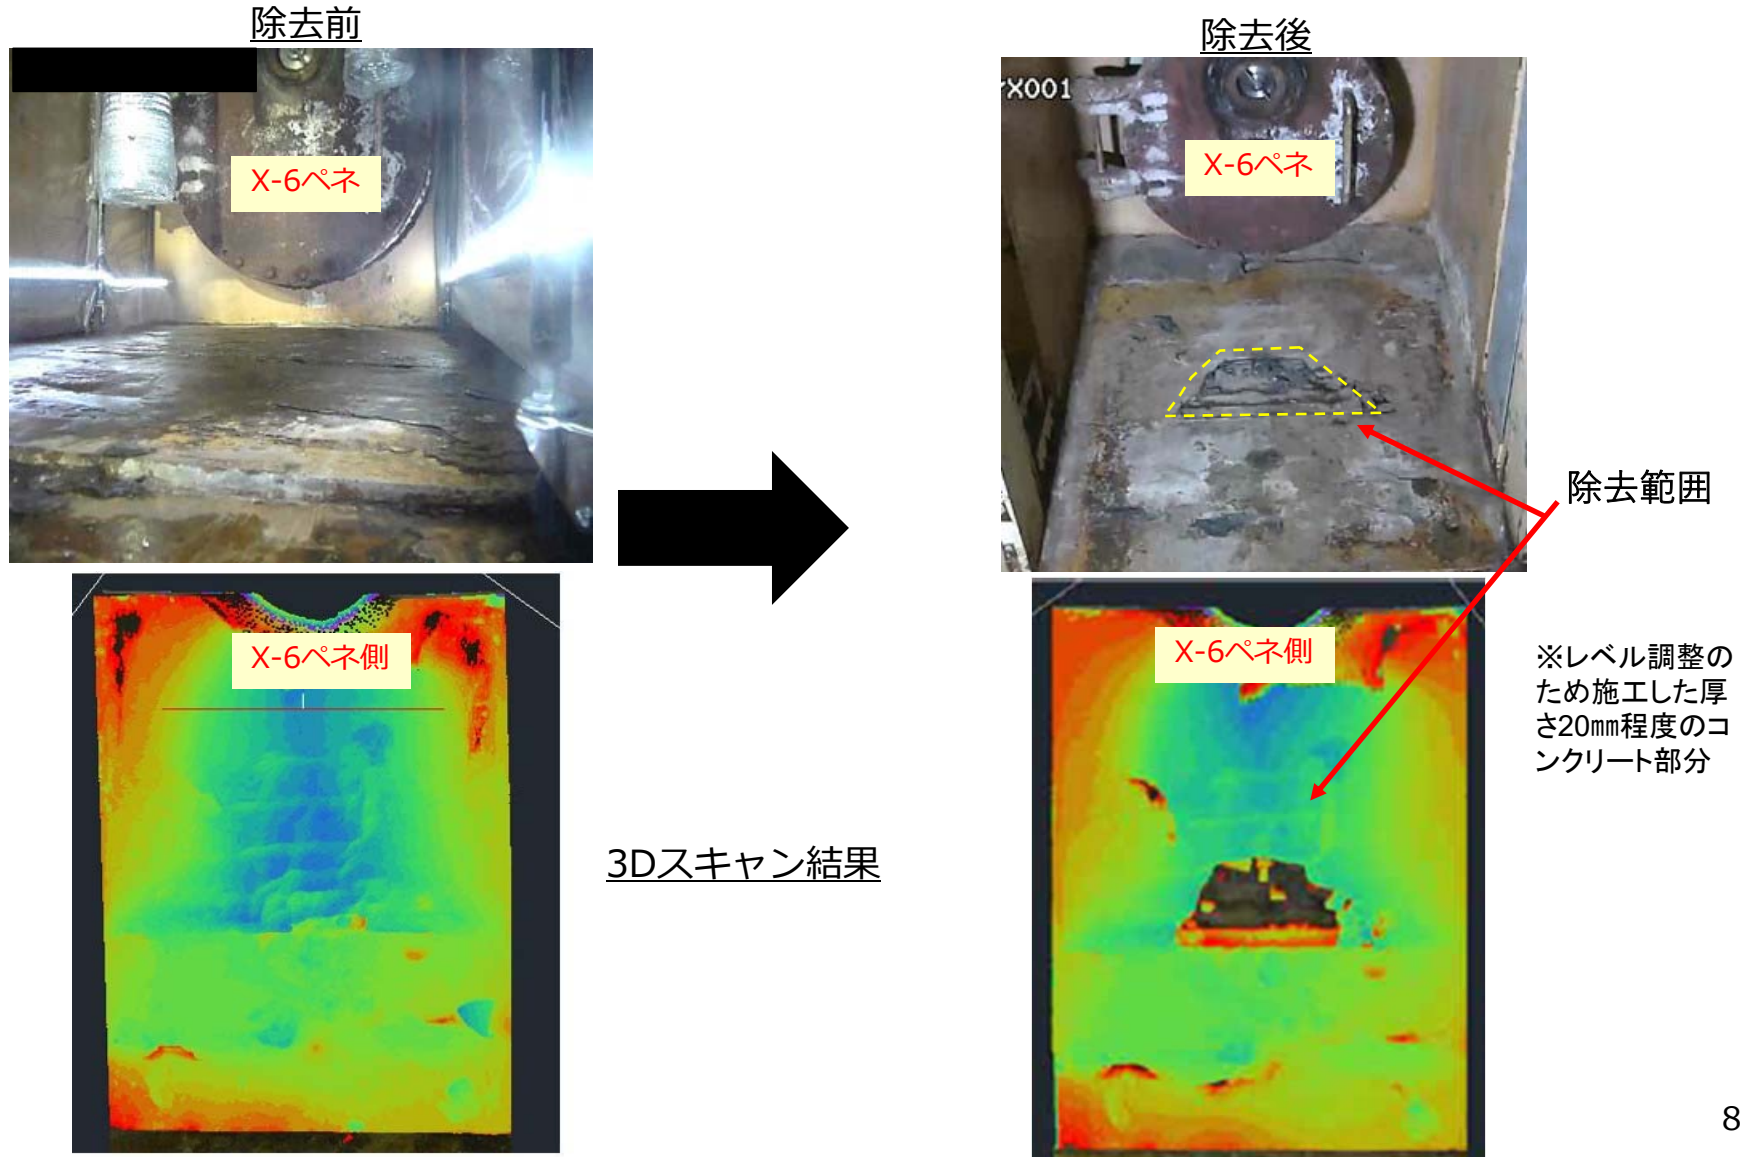 除去前
除去後
X001
X-6ペネ
X-6ペネ
除去範囲
X-6ペネ側
X-6ペネ側
※レベル調整の
ため施工した厚
さ20㎜程度のコ
ンクリート部分
3Dスキャン結果
8